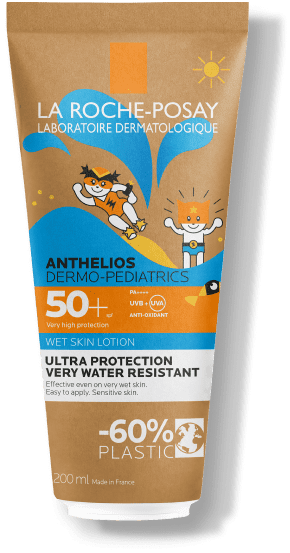 LA ROCHE-POSAY
LABORATOIRE DERMATOLOGIQUE
ANTHELIOS
DERMO-PEDIATRICS
50+ SPF
Very high protection
PA++++
UVB + UVA
ANTI-OXIDANT
WET SKIN LOTION
ULTRA PROTECTION
VERY WATER RESISTANT
Effective even on very wet skin.
Easy to apply. Sensitive skin.
-60%
PLASTIC
200 ml Made in France